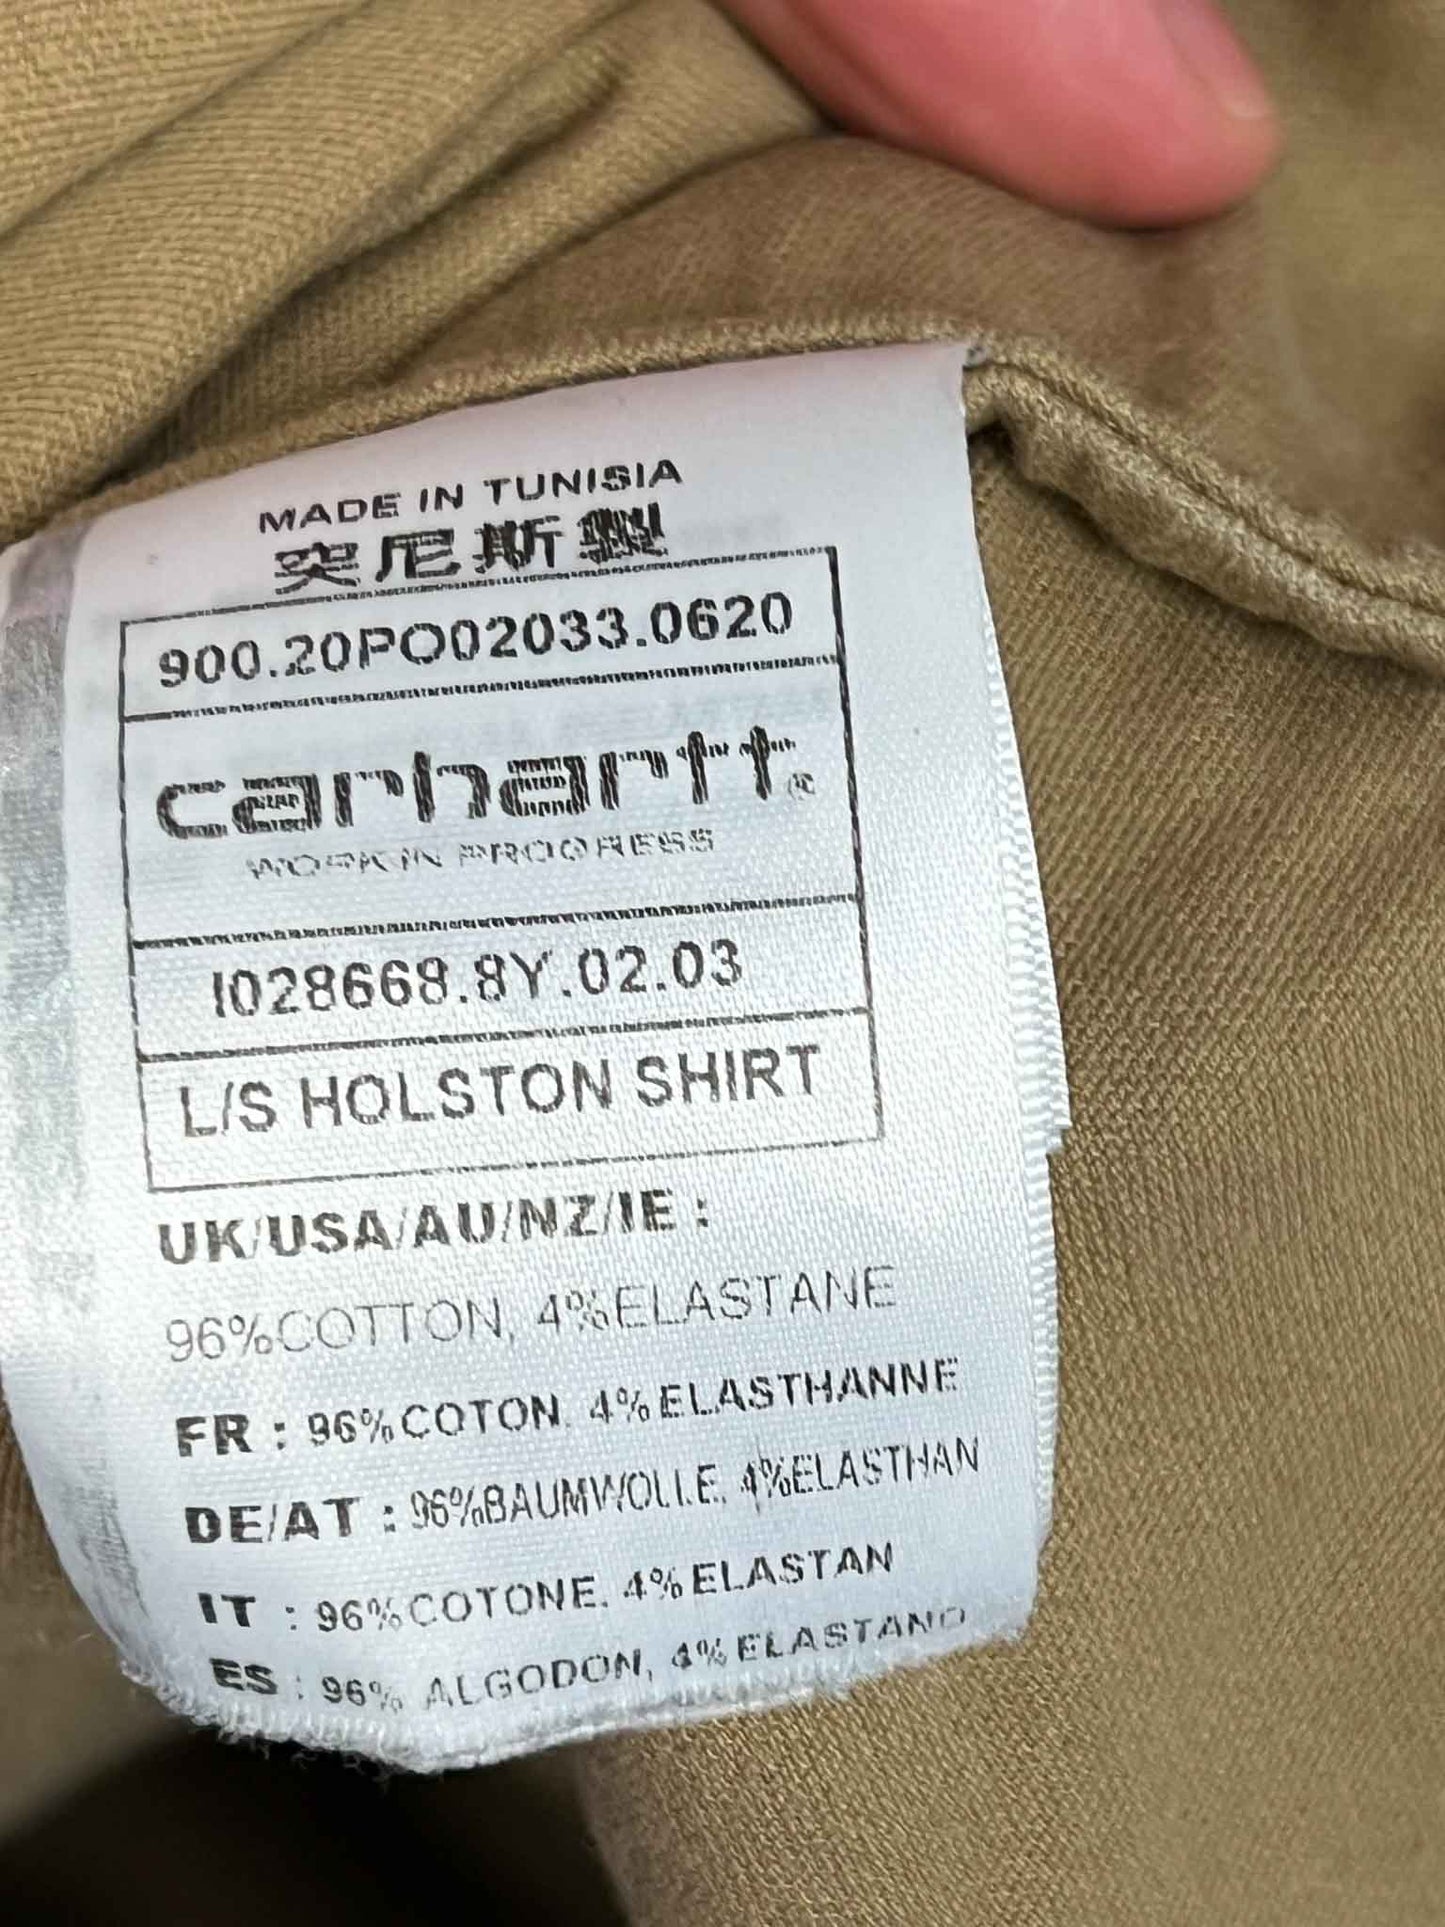 MADE IN TUNISIA
突尼斯製
900.20PO02033.0620
carhartt®
WORK IN PROGRESS
I028668.8Y.02.03
L/S HOLSTON SHIRT
UK/USA/AU/NZ/IE :
96%COTTON, 4%ELASTANE
FR : 96%COTON. 4%ELASTHANNE
DE/AT : 96%BAUMWOLLE. 4%ELASTHAN
IT : 96%COTONE. 4%ELASTAN
ES : 96% ALGODON, 4%ELASTANO